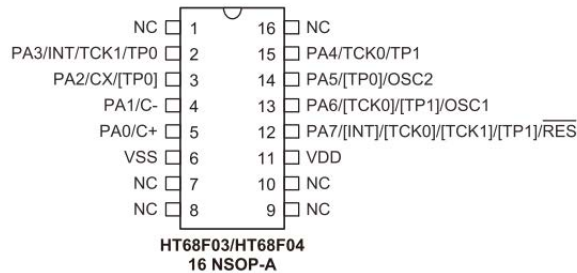 NC 1 16 NC
PA3/INT/TCK1/TP0 2 15 PA4/TCK0/TP1
PA2/CX/[TP0] 3 14 PA5/[TP0]/OSC2
PA1/C- 4 13 PA6/[TCK0]/[TP1]/OSC1
PA0/C+ 5 12 PA7/[INT]/[TCK0]/[TCK1]/[TP1]/RES
VSS 6 11 VDD
NC 7 10 NC
NC 8 9 NC
HT68F03/HT68F04
16 NSOP-A